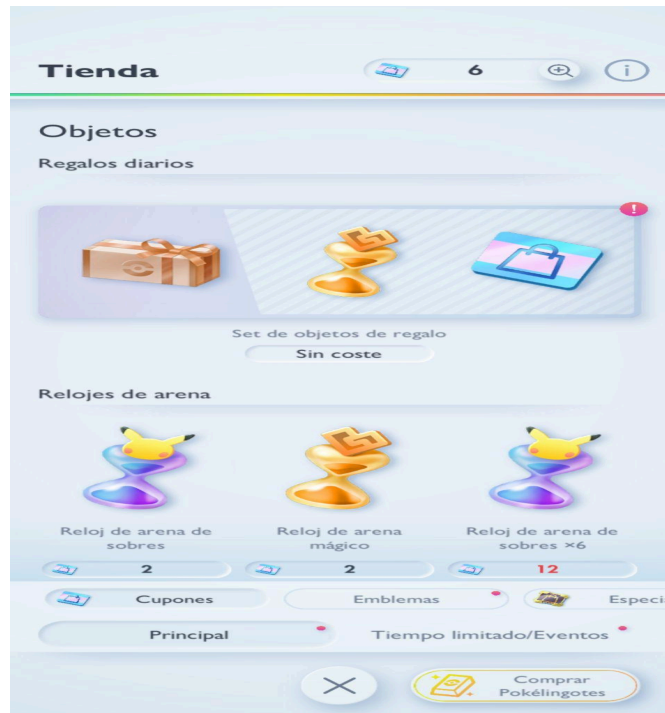 Tienda
6
Objetos
Regalos diarios
Set de objetos de regalo
Sin coste
Relojes de arena
Reloj de arena de
sobres
2
Reloj de arena
mágico
2
Reloj de arena de
sobres ×6
12
Cupones
Emblemas
Especi
Principal
Tiempo limitado/Eventos
Comprar
Pokélingotes